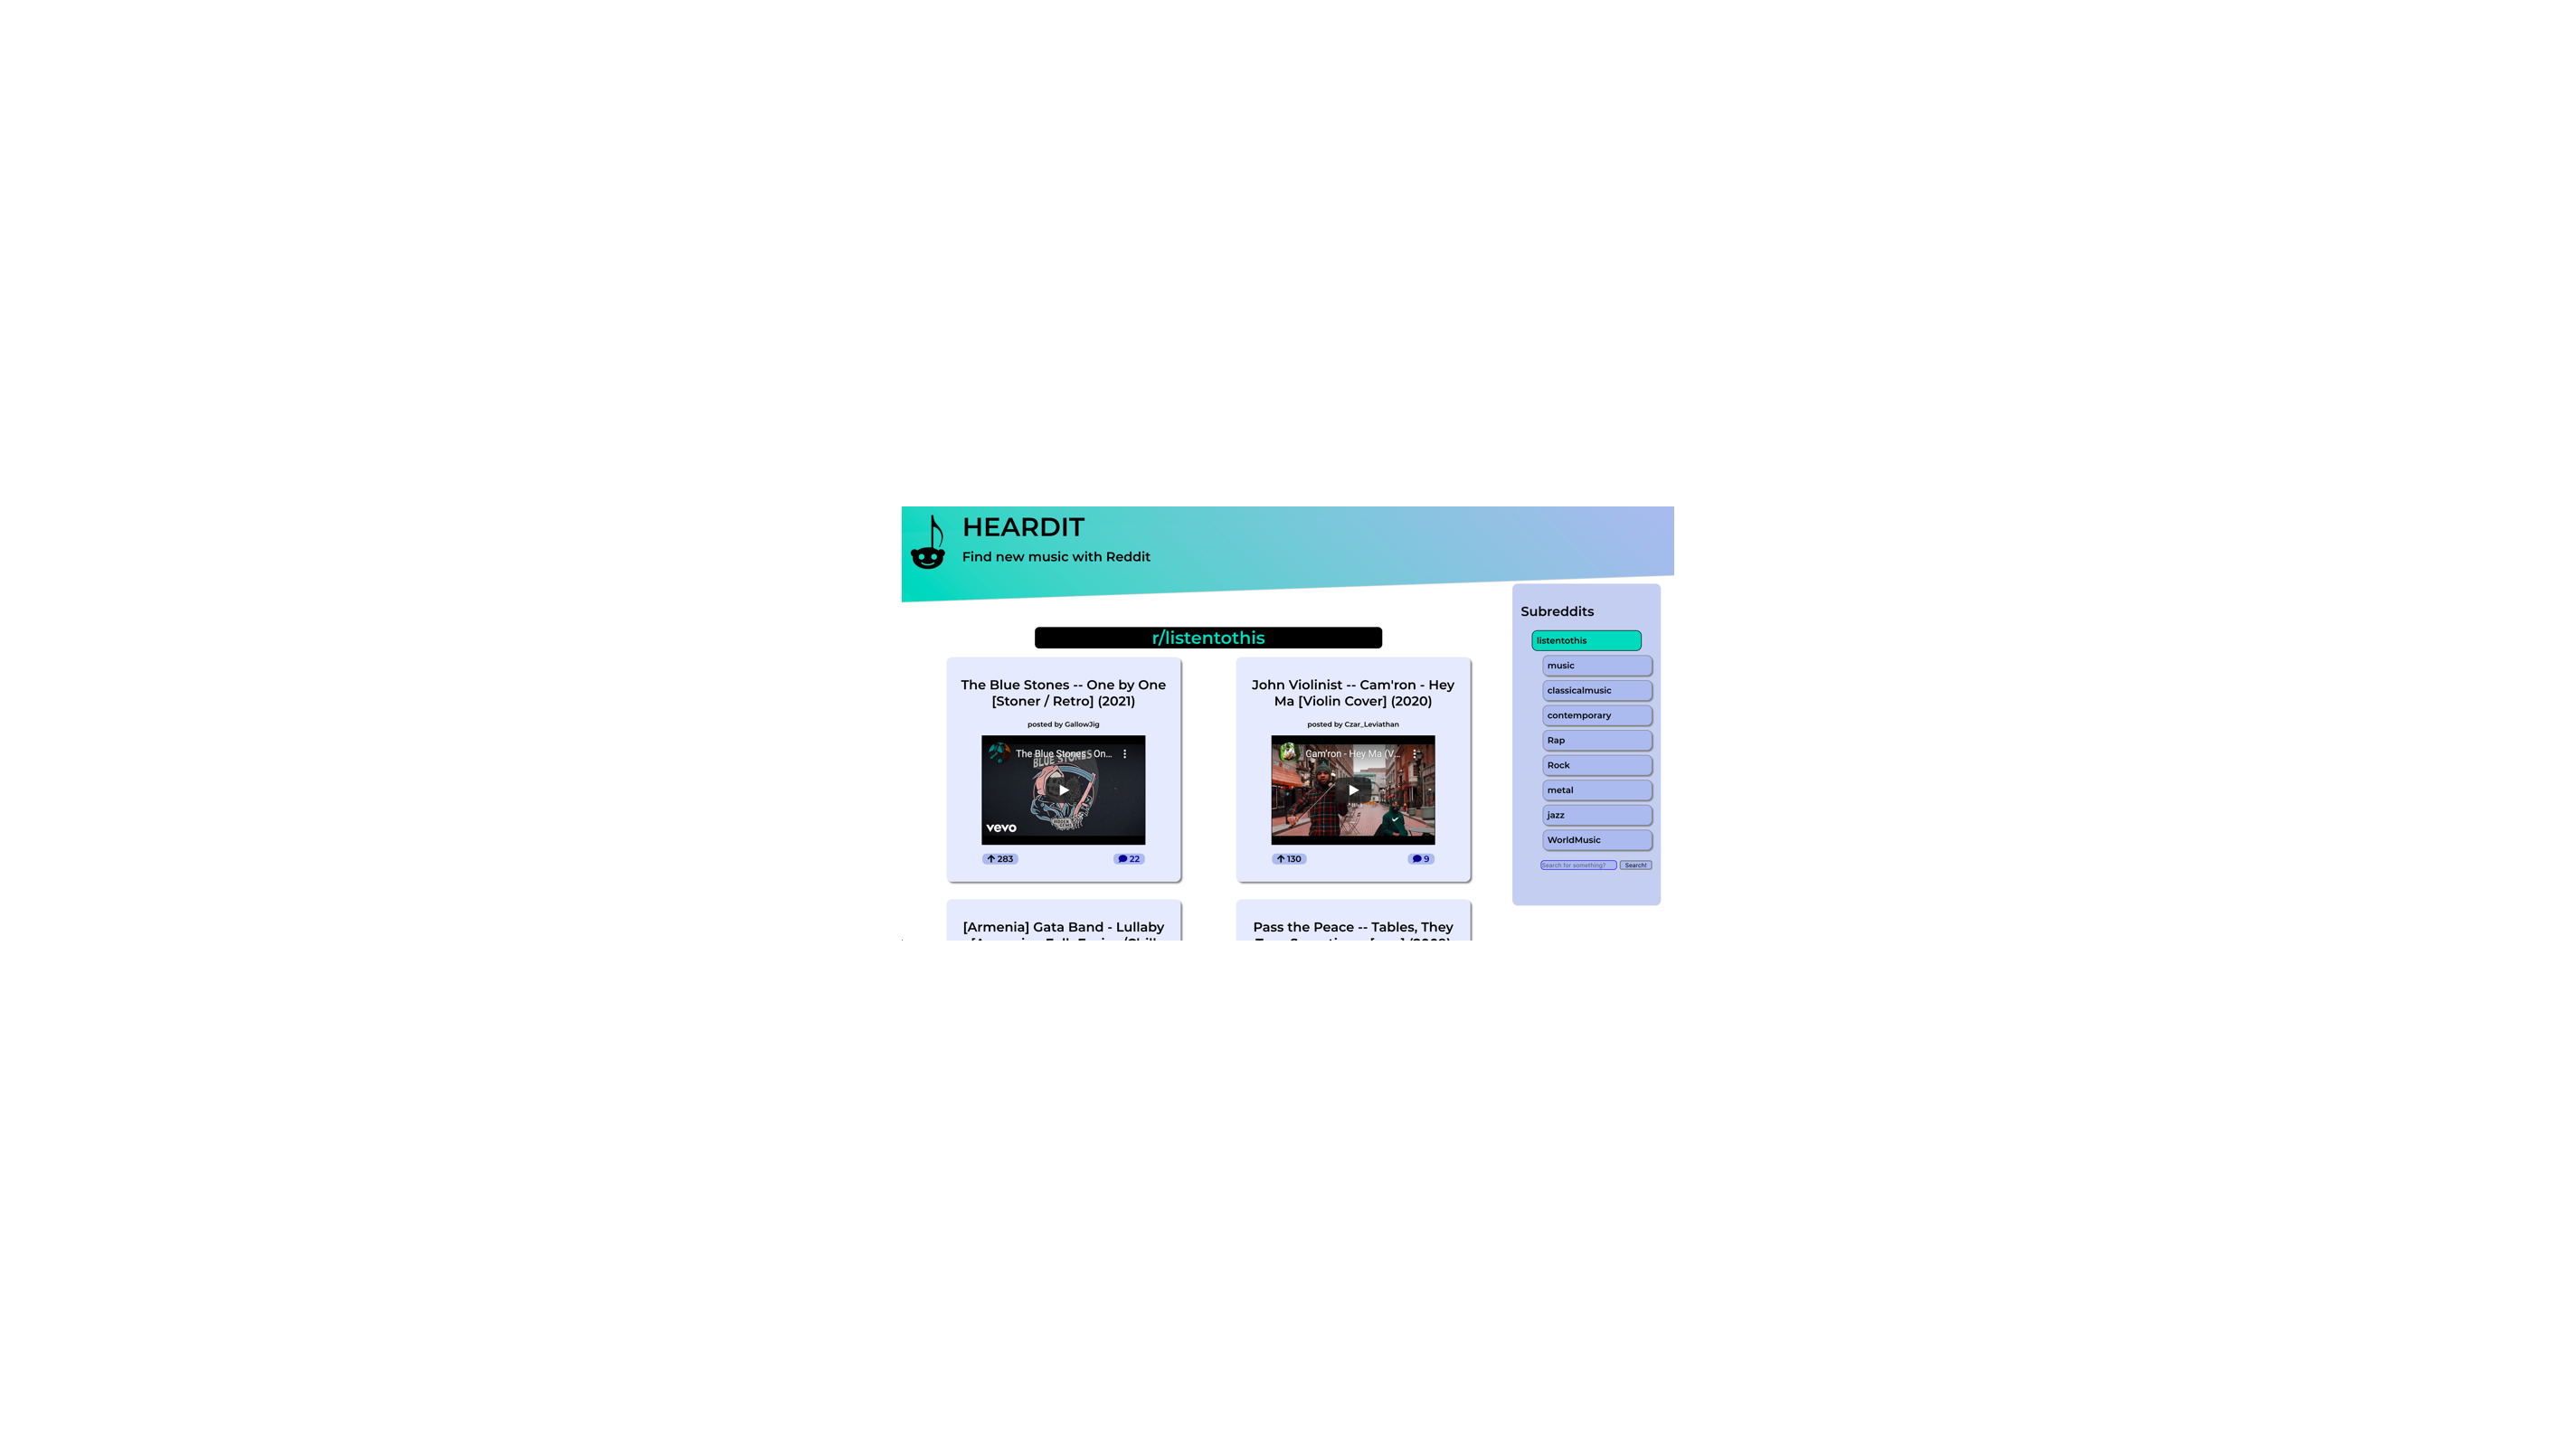 HEARDIT
Find new music with Reddit
r/listentothis
The Blue Stones -- One by One
[Stoner / Retro] (2021)
posted by GallowJig
The Blue Stones - On...
BLUE STONES
vevo
283
22
John Violinist -- Cam'ron - Hey
Ma [Violin Cover] (2020)
posted by Czar_Leviathan
Cam'ron - Hey Ma (V...
130
9
[Armenia] Gata Band - Lullaby
Pass the Peace -- Tables, They
Subreddits
listentothis
music
classicalmusic
contemporary
Rap
Rock
metal
jazz
WorldMusic
Search for something?
Search!